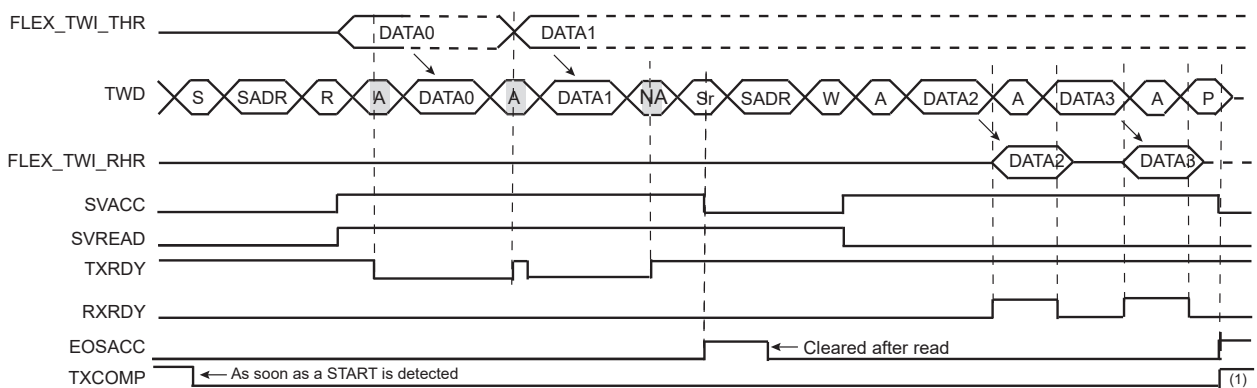 FLEX_TWI_THR DATA0 DATA1
TWD S SADR R A DATA0 A DATA1 NA Sr SADR W A DATA2 A DATA3 A P
FLEX_TWI_RHR DATA2 DATA3
SVACC
SVREAD
TXRDY
RXRDY
EOSACC Cleared after read
TXCOMP As soon as a START is detected (1)